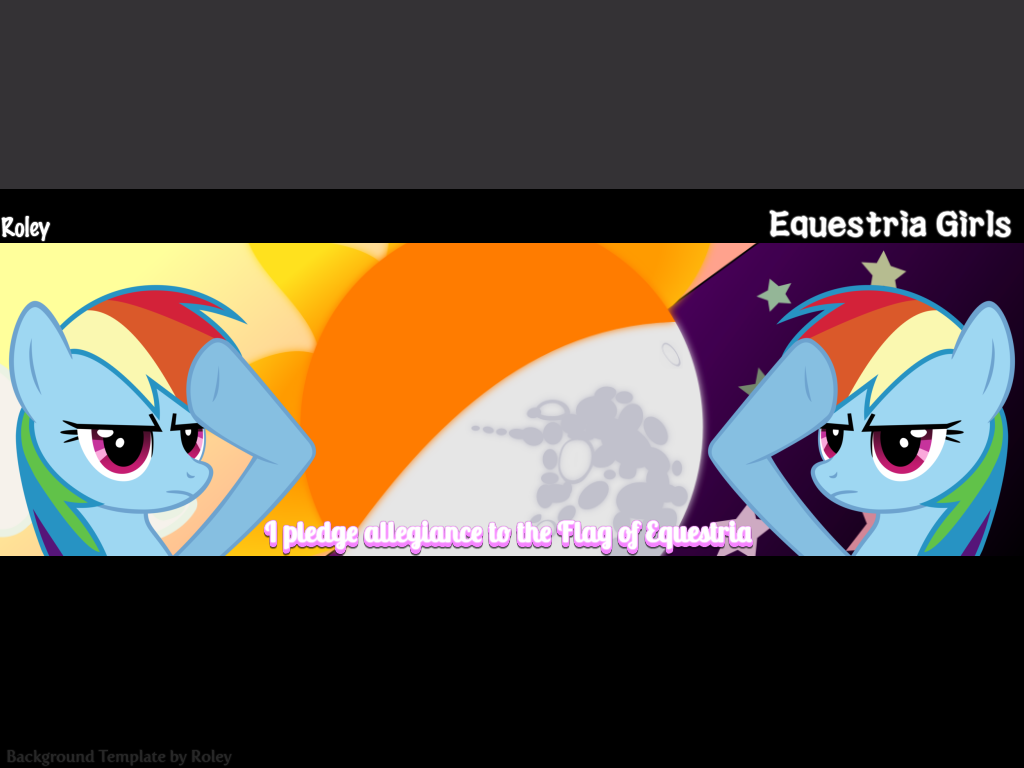 Roley
Equestria Girls
I pledge allegiance to the Flag of Equestria
Background Template by Roley